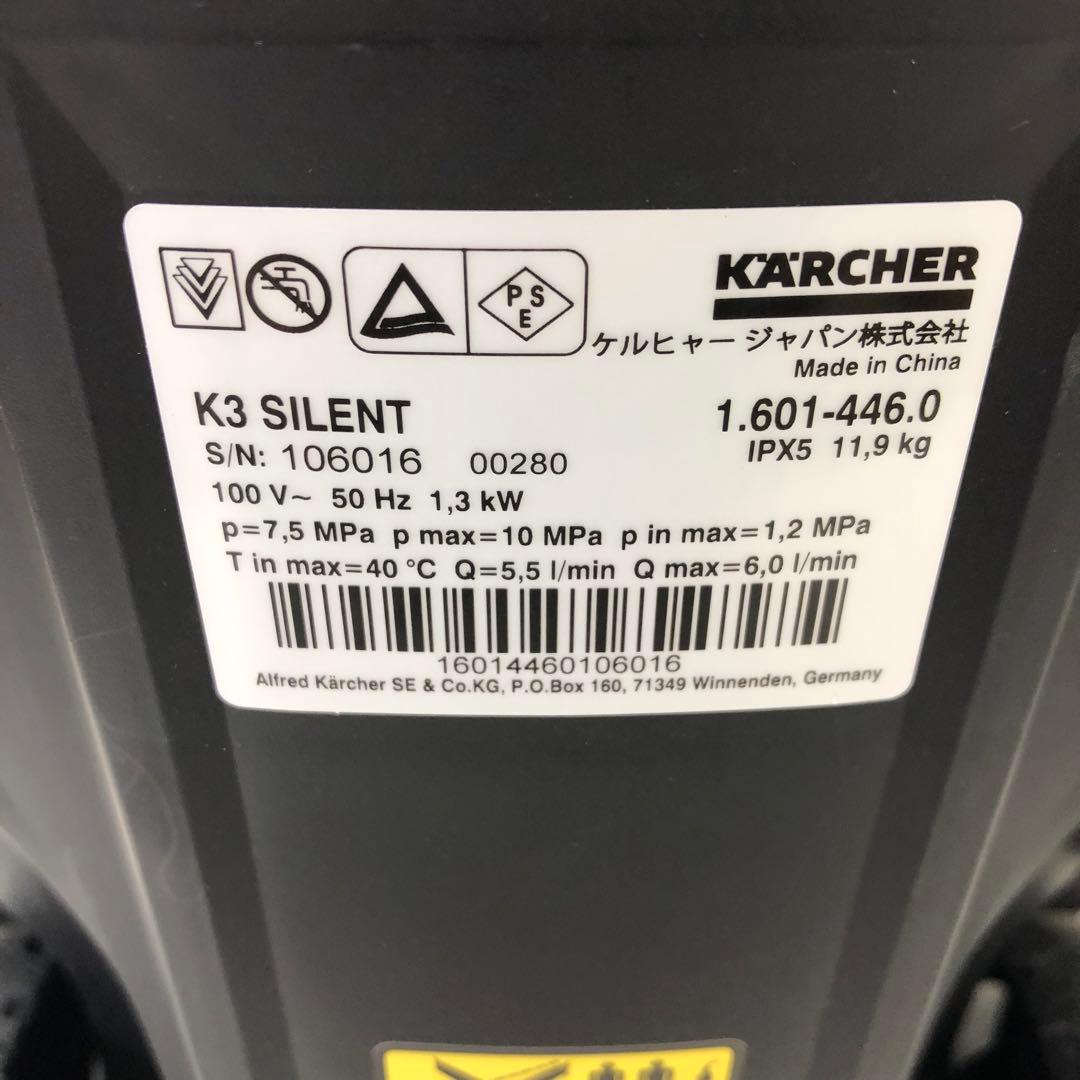 PSE
KÄRCHER
ケルヒャー ジャパン株式会社
Made in China
K3 SILENT 1.601-446.0
S/N: 106016 00280 IPX5 11,9 kg
100 V~ 50 Hz 1,3 kW
p=7,5 MPa p max=10 MPa p in max=1,2 MPa
T in max=40 °C Q=5,5 l/min Q max=6,0 l/min
16014460106016
Alfred Kärcher SE & Co.KG, P.O.Box 160, 71349 Winnenden, Germany